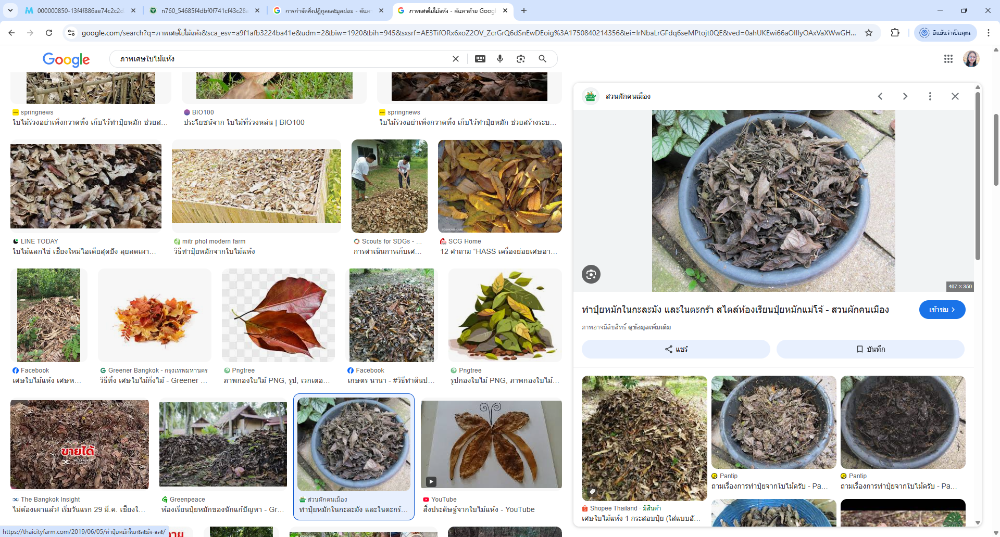 000000850-13f4f886ae74c2c2d
n760_54685f4dbf0f741cf43c28a
การกำจัดสิ่งปฏิกูลและมูลฝอย - ค้นหา
ภาพเศษใบไม้แห้ง - ค้นหาด้วย Goog
google.com/search?q=ภาพเศษใบไม้แห้ง&sca_esv=a9f1afb3224ba41e&udm=2&biw=1920&bih=945&sxsrf=AE3TifORx6xoZ2OV_ZcrGrQ6dSnEwDEoig%3A1750840214356&ei=
ยืนยันว่าเป็นคุณ
Google
ภาพเศษใบไม้แห้ง
springnews
ใบไม้ร่วงอย่าเพิ่งกวาดทิ้ง เก็บไว้ทำปุ๋ยหมัก ช่วยส...
BIO100
ประโยชน์จาก ใบไม้ที่ร่วงหล่น | BIO100
springnews
ใบไม้ร่วงอย่าเพิ่งกวาดทิ้ง เก็บไว้ทำปุ๋ยหมัก ช่วยสร้างระบ...
LINE TODAY
ใบไม้แลกไข่ เชียงใหม่ไอเดียสุดปัง ลุยลดเผา...
mitr phol modern farm
วิธีทำปุ๋ยหมักจากใบไม้แห้ง
Scouts for SDGs - ...
การดำเนินการเก็บเศ...
SCG Home
12 คำถาม “HASS เครื่องย่อยเศษอา...
Facebook
เศษใบไม้แห้ง เศษห...
Greener Bangkok - กรุงเทพมหานคร
วิธีทิ้ง เศษใบไม้กิ่งไม้ - Greener ...
Pngtree
ภาพกองใบไม้ PNG, รูป, เวกเตอ...
Facebook
เกษตร นานา - #วิธีทำดินป...
Pngtree
รูปกองใบไม้ PNG, ภาพกองใบไม้...
ขายได้
THE BANGKOK
The Bangkok Insight
ไม่ต้องเผาแล้ว! เริ่มวันแรก 29 มี.ค. เชียงใ...
Greenpeace
ห้องเรียนปุ๋ยหมักของนักแก้ปัญหา - Gr...
สวนผักคนเมือง
ทำปุ๋ยหมักในกะละมัง และในตะกร้...
YouTube
สิ่งประดิษฐ์จากใบไม้แห้ง - YouTube
https://thaicityfarm.com/2019/06/05/ทำปุ๋ยหมักในกะละมัง-และ/
สวนผักคนเมือง
467 × 350
ทำปุ๋ยหมักในกะละมัง และในตะกร้า สไตล์ห้องเรียนปุ๋ยหมักแม่โจ้ - สวนผักคนเมือง
เข้าชม
ภาพอาจมีลิขสิทธิ์ ดูข้อมูลเพิ่มเติม
แชร์
บันทึก
Shopee Thailand · มีสินค้า
เศษใบไม้แห้ง 1 กระสอบปุ๋ย (ใส่แบบอั...
Pantip
ถามเรื่องการทำปุ๋ยจากใบไม้ครับ - Pa...
Pantip
ถามเรื่องการทำปุ๋ยจากใบไม้ครับ - Pa...